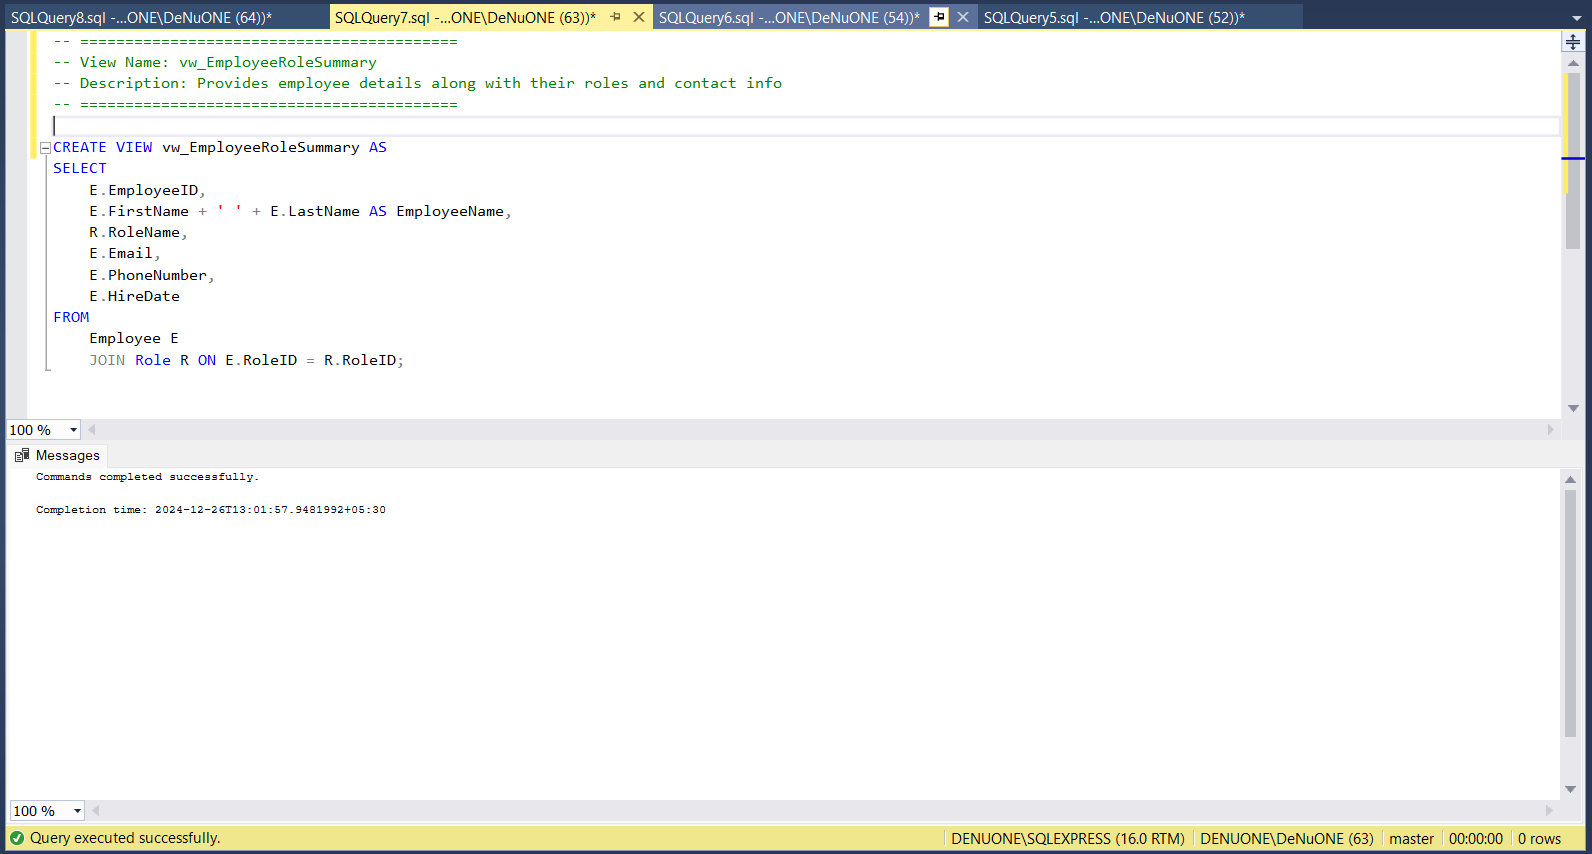 SQLQuery8.sql -...ONE\DeNuONE (64))*
SQLQuery7.sql -...ONE\DeNuONE (63))*
SQLQuery6.sql -...ONE\DeNuONE (54))*
SQLQuery5.sql -...ONE\DeNuONE (52))*
-- ==========================================
-- View Name: vw_EmployeeRoleSummary
-- Description: Provides employee details along with their roles and contact info
-- ==========================================
CREATE VIEW vw_EmployeeRoleSummary AS
SELECT
    E.EmployeeID,
    E.FirstName + ' ' + E.LastName AS EmployeeName,
    R.RoleName,
    E.Email,
    E.PhoneNumber,
    E.HireDate
FROM
    Employee E
    JOIN Role R ON E.RoleID = R.RoleID;
100 %
Messages
Commands completed successfully.
Completion time: 2024-12-26T13:01:57.9481992+05:30
100 %
Query executed successfully.
DENUONE\SQLEXPRESS (16.0 RTM)
DENUONE\DeNuONE (63)
master
00:00:00
0 rows